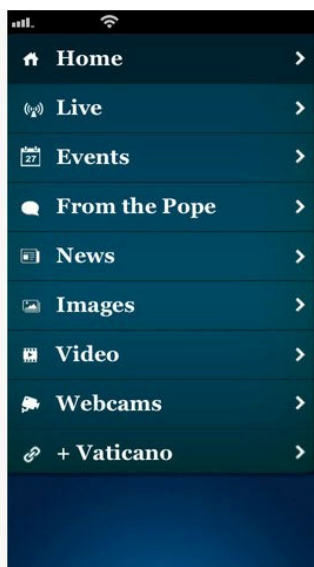 Home
Live
27 Events
From the Pope
News
Images
Video
Webcams
+ Vaticano